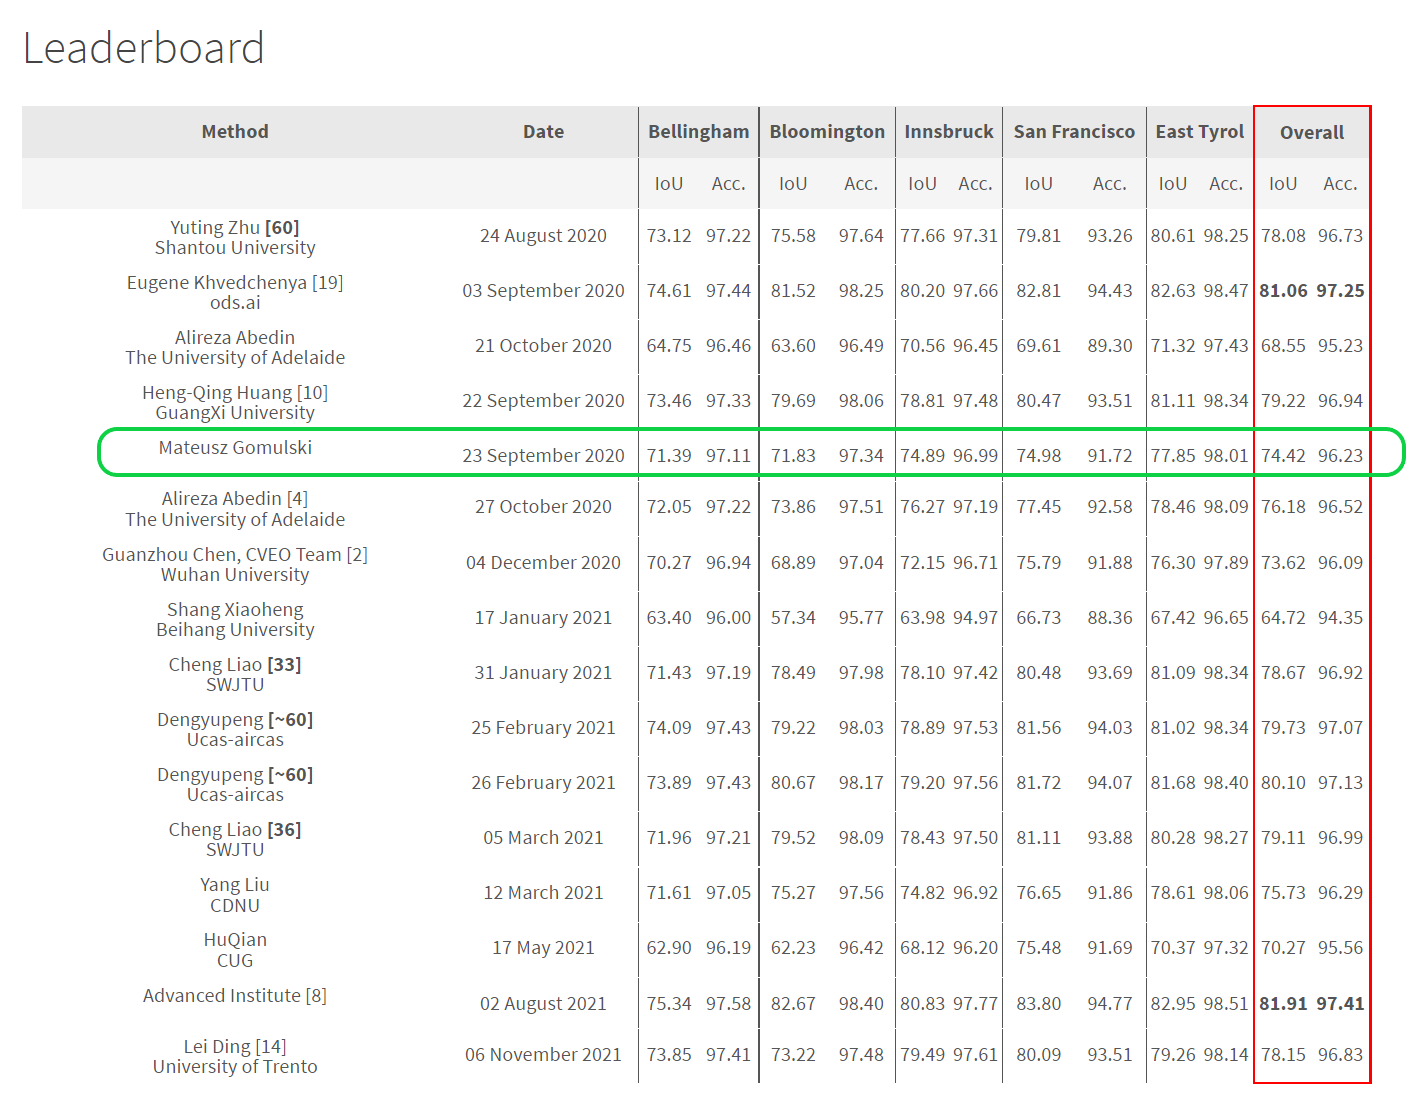 Leaderboard
Method Date Bellingham Bloomington Innsbruck San Francisco East Tyrol Overall
IoU Acc. IoU Acc. IoU Acc. IoU Acc. IoU Acc. IoU Acc.
Yuting Zhu [60]
Shantou University
24 August 2020 73.12 97.22 75.58 97.64 77.66 97.31 79.81 93.26 80.61 98.25 78.08 96.73
Eugene Khvedchenya [19]
ods.ai
03 September 2020 74.61 97.44 81.52 98.25 80.20 97.66 82.81 94.43 82.63 98.47 81.06 97.25
Alireza Abedin
The University of Adelaide
21 October 2020 64.75 96.46 63.60 96.49 70.56 96.45 69.61 89.30 71.32 97.43 68.55 95.23
Heng-Qing Huang [10]
GuangXi University
22 September 2020 73.46 97.33 79.69 98.06 78.81 97.48 80.47 93.51 81.11 98.34 79.22 96.94
Mateusz Gomulski
23 September 2020 71.39 97.11 71.83 97.34 74.89 96.99 74.98 91.72 77.85 98.01 74.42 96.23
Alireza Abedin [4]
The University of Adelaide
27 October 2020 72.05 97.22 73.86 97.51 76.27 97.19 77.45 92.58 78.46 98.09 76.18 96.52
Guanzhou Chen, CVEO Team [2]
Wuhan University
04 December 2020 70.27 96.94 68.89 97.04 72.15 96.71 75.79 91.88 76.30 97.89 73.62 96.09
Shang Xiaoheng
Beihang University
17 January 2021 63.40 96.00 57.34 95.77 63.98 94.97 66.73 88.36 67.42 96.65 64.72 94.35
Cheng Liao [33]
SWJTU
31 January 2021 71.43 97.19 78.49 97.98 78.10 97.42 80.48 93.69 81.09 98.34 78.67 96.92
Dengyupeng [~60]
Ucas-aircas
25 February 2021 74.09 97.43 79.22 98.03 78.89 97.53 81.56 94.03 81.02 98.34 79.73 97.07
Dengyupeng [~60]
Ucas-aircas
26 February 2021 73.89 97.43 80.67 98.17 79.20 97.56 81.72 94.07 81.68 98.40 80.10 97.13
Cheng Liao [36]
SWJTU
05 March 2021 71.96 97.21 79.52 98.09 78.43 97.50 81.11 93.88 80.28 98.27 79.11 96.99
Yang Liu
CDNU
12 March 2021 71.61 97.05 75.27 97.56 74.82 96.92 76.65 91.86 78.61 98.06 75.73 96.29
HuQian
CUG
17 May 2021 62.90 96.19 62.23 96.42 68.12 96.20 75.48 91.69 70.37 97.32 70.27 95.56
Advanced Institute [8]
02 August 2021 75.34 97.58 82.67 98.40 80.83 97.77 83.80 94.77 82.95 98.51 81.91 97.41
Lei Ding [14]
University of Trento
06 November 2021 73.85 97.41 73.22 97.48 79.49 97.61 80.09 93.51 79.26 98.14 78.15 96.83